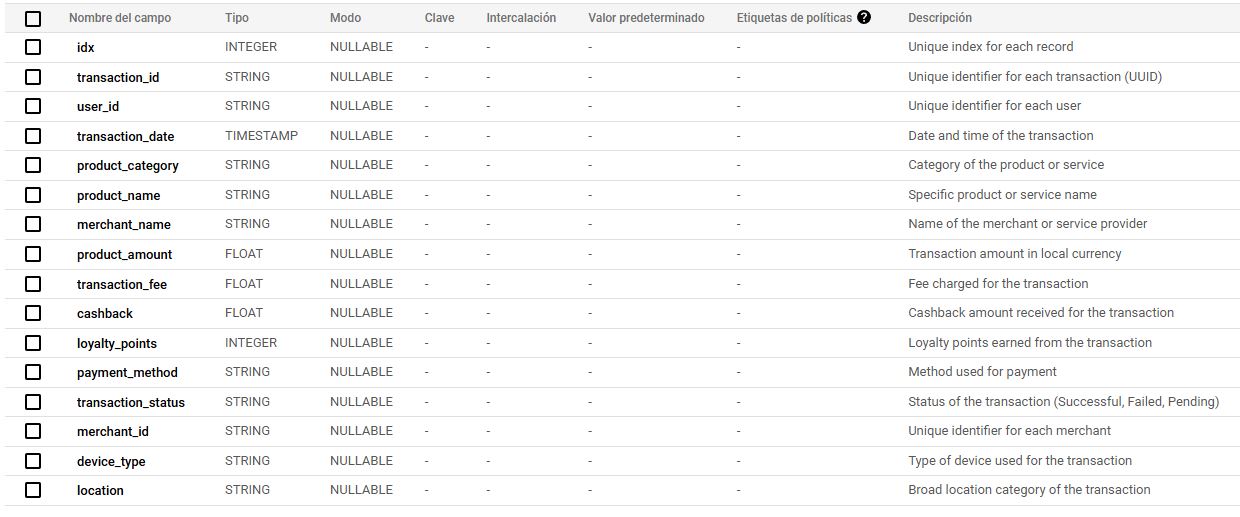 Nombre del campo Tipo Modo Clave Intercalación Valor predeterminado Etiquetas de políticas ? Descripción
idx INTEGER NULLABLE - - - - Unique index for each record
transaction_id STRING NULLABLE - - - - Unique identifier for each transaction (UUID)
user_id STRING NULLABLE - - - - Unique identifier for each user
transaction_date TIMESTAMP NULLABLE - - - - Date and time of the transaction
product_category STRING NULLABLE - - - - Category of the product or service
product_name STRING NULLABLE - - - - Specific product or service name
merchant_name STRING NULLABLE - - - - Name of the merchant or service provider
product_amount FLOAT NULLABLE - - - - Transaction amount in local currency
transaction_fee FLOAT NULLABLE - - - - Fee charged for the transaction
cashback FLOAT NULLABLE - - - - Cashback amount received for the transaction
loyalty_points INTEGER NULLABLE - - - - Loyalty points earned from the transaction
payment_method STRING NULLABLE - - - - Method used for payment
transaction_status STRING NULLABLE - - - - Status of the transaction (Successful, Failed, Pending)
merchant_id STRING NULLABLE - - - - Unique identifier for each merchant
device_type STRING NULLABLE - - - - Type of device used for the transaction
location STRING NULLABLE - - - - Broad location category of the transaction